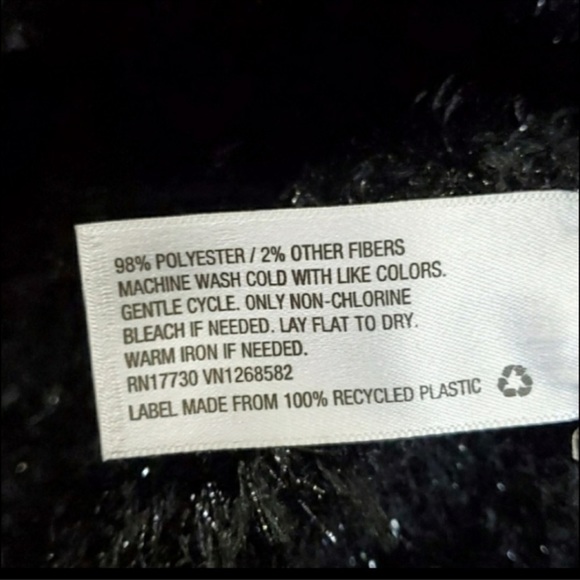 98% POLYESTER / 2% OTHER FIBERS
MACHINE WASH COLD WITH LIKE COLORS.
GENTLE CYCLE. ONLY NON-CHLORINE
BLEACH IF NEEDED. LAY FLAT TO DRY.
WARM IRON IF NEEDED.
RN17730 VN1268582
LABEL MADE FROM 100% RECYCLED PLASTIC